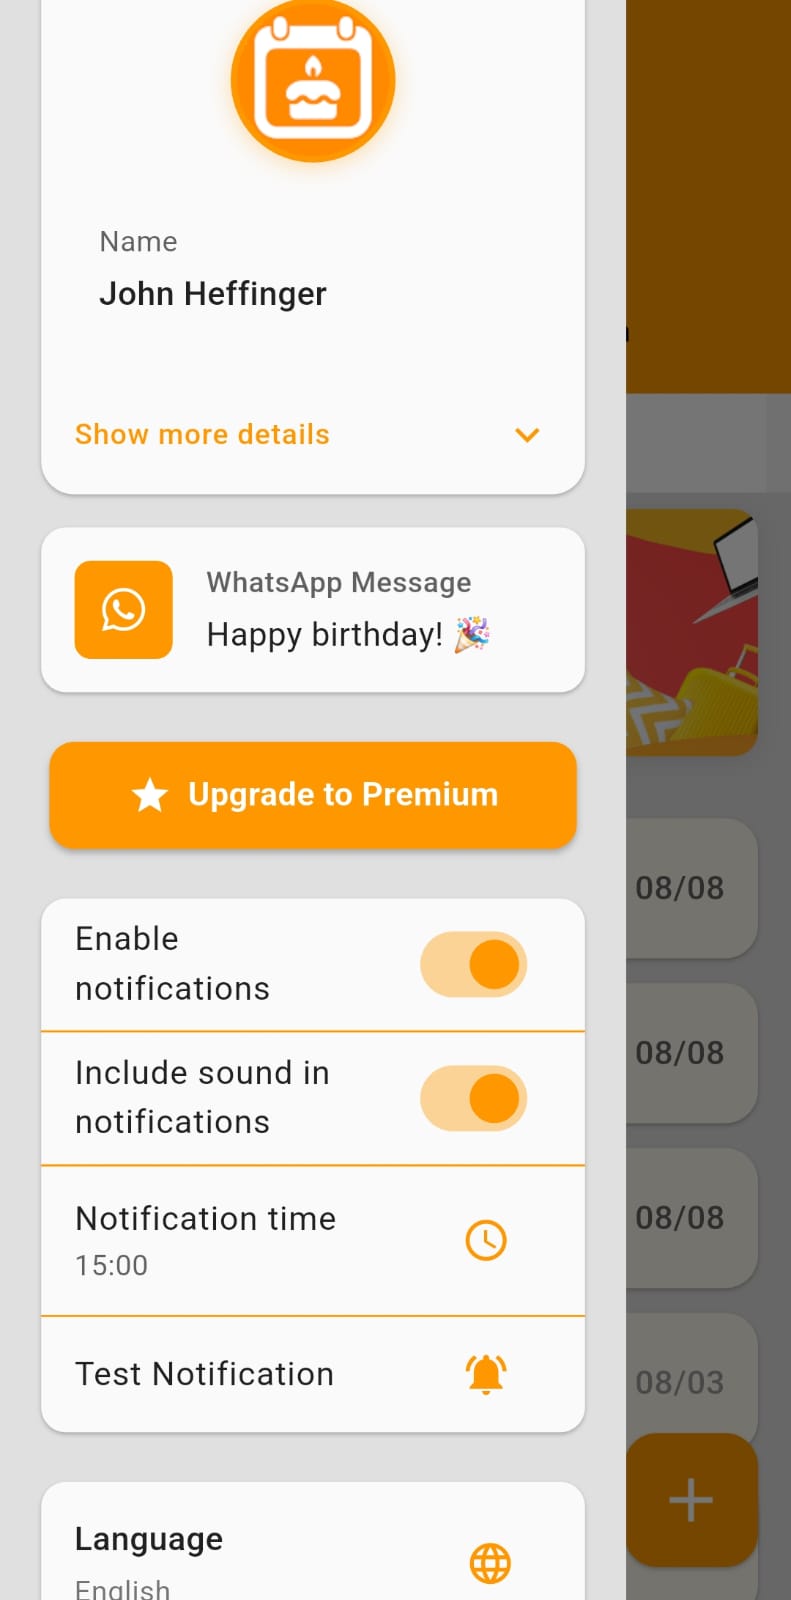 Name
John Heffinger
Show more details
WhatsApp Message
Happy birthday! 🎉
Upgrade to Premium
Enable
notifications
Include sound in
notifications
Notification time
15:00
Test Notification
Language
English
08/08
08/08
08/08
08/03